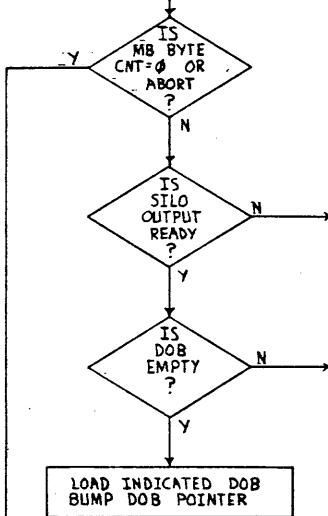 IS
MB BYTE
CNT=φ OR
ABORT
?
Y
N
IS
SILO
OUTPUT
READY
?
N
Y
IS
DOB
EMPTY
?
N
Y
LOAD INDICATED DOB
BUMP DOB POINTER